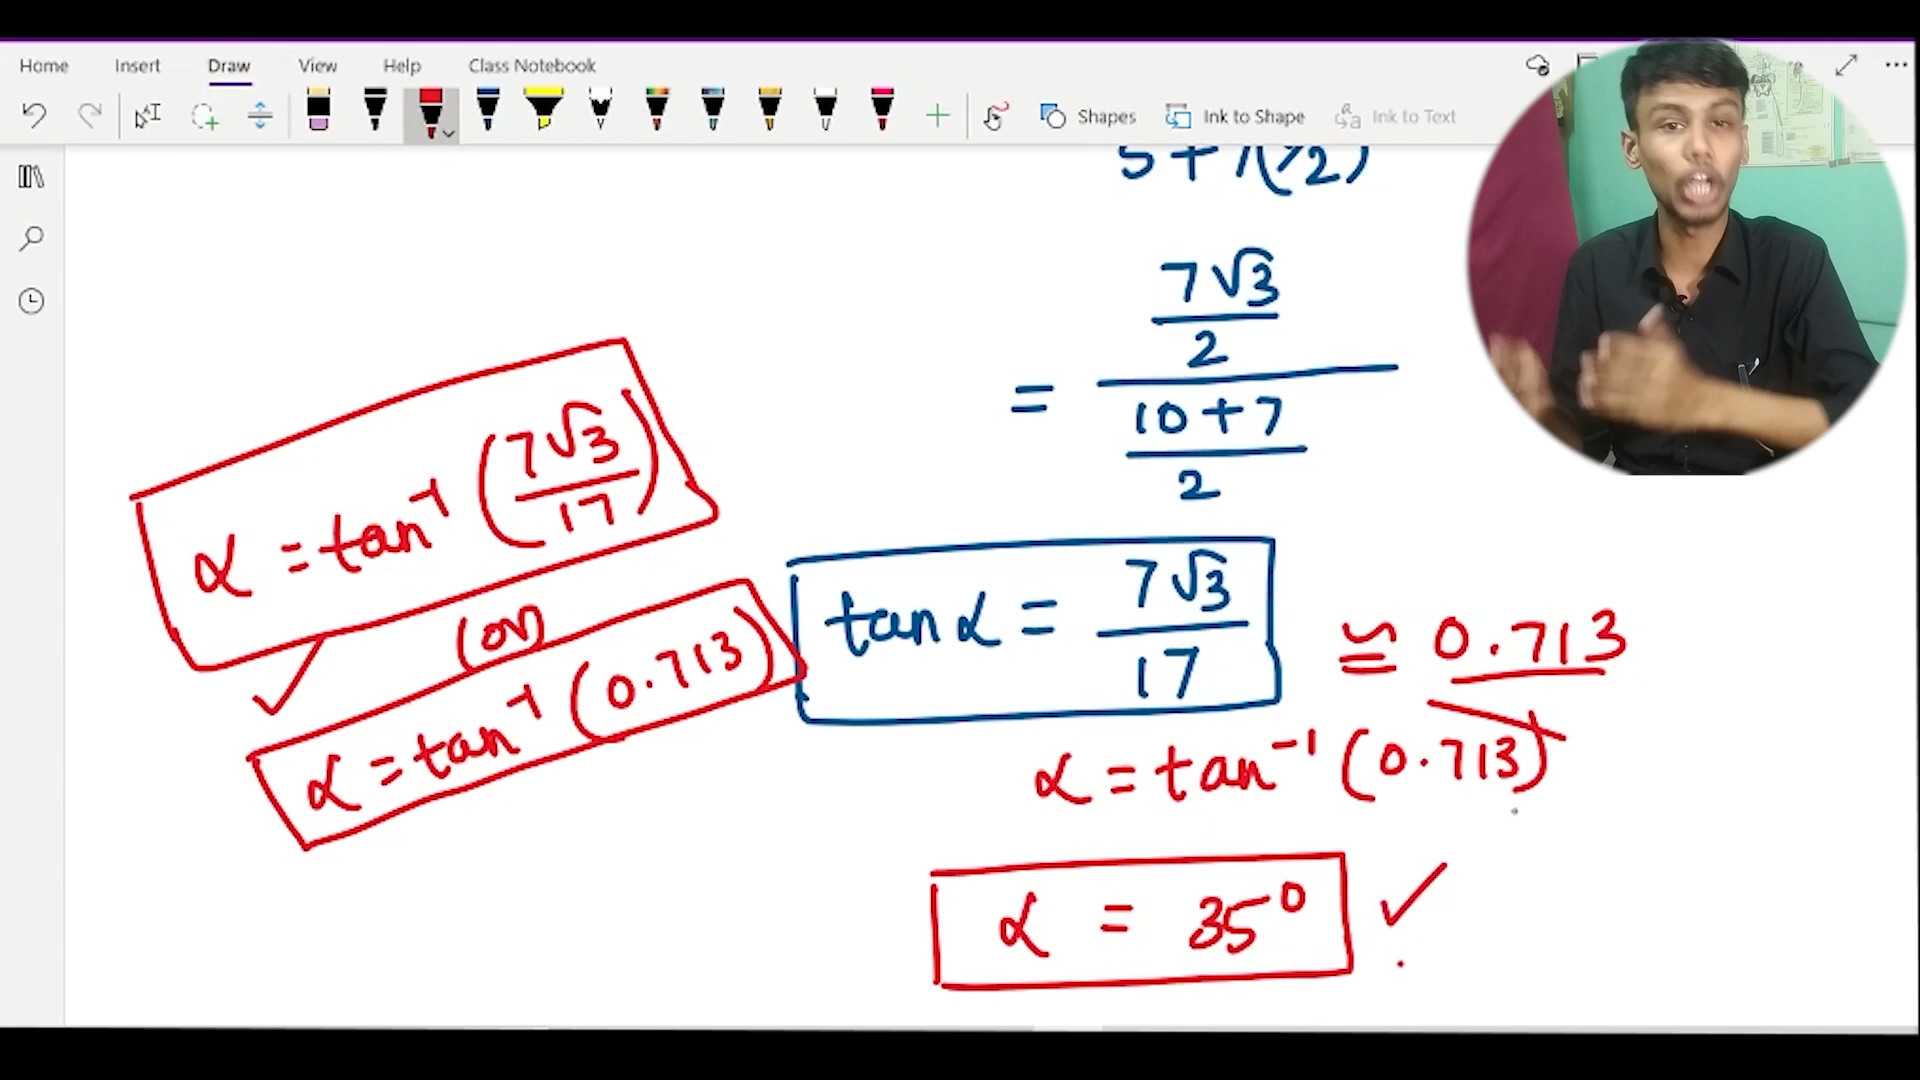 Home Insert Draw View Help Class Notebook
Shapes Ink to Shape Ink to Text
7√3
2
=
10 + 7
2
α = tan⁻¹ (7√3/17)
(or)
α = tan⁻¹ (0.713)
tan α = 7√3/17 ≅ 0.713
α = tan⁻¹ (0.713)
α = 35°